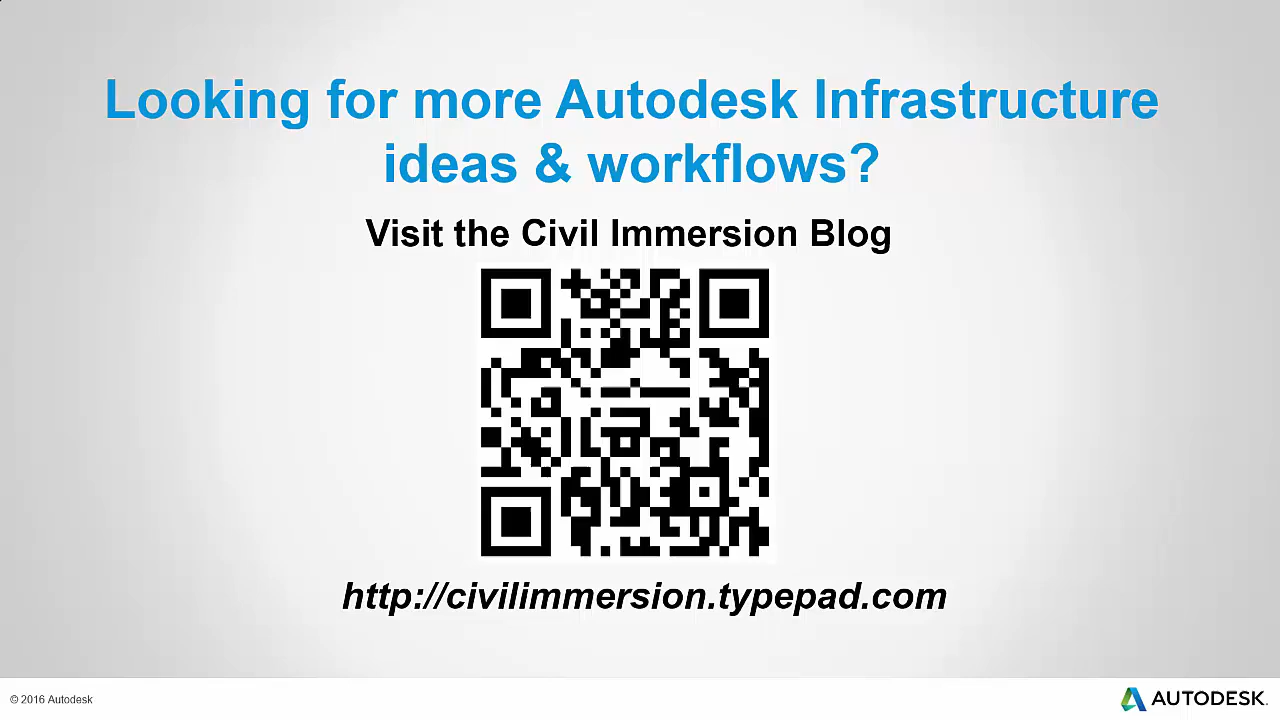 Looking for more Autodesk Infrastructure
ideas & workflows?
Visit the Civil Immersion Blog
http://civilimmersion.typepad.com
© 2016 Autodesk
AUTODESK.